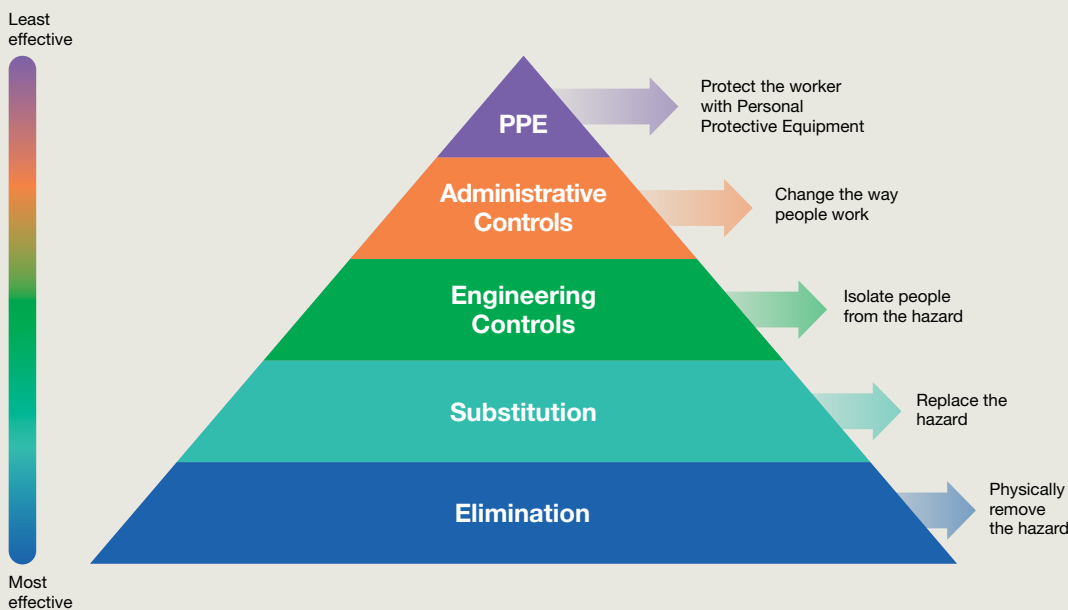 Least
effective
PPE
Protect the worker
with Personal
Protective Equipment
Administrative
Controls
Change the way
people work
Engineering
Controls
Isolate people
from the hazard
Substitution
Replace the
hazard
Elimination
Physically
remove
the hazard
Most
effective